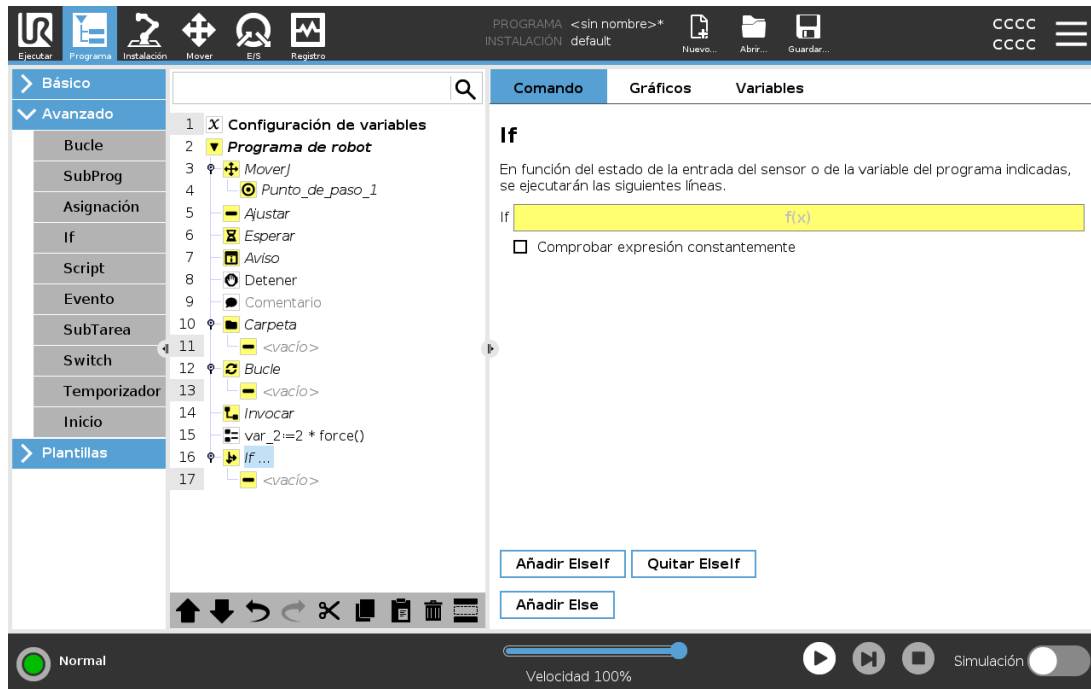 PROGRAMA <sin nombre>*
INSTALACIÓN default
CCCC
CCCC
Ejecutar Programa Instalación Mover E/S Registro Nuevo... Abrir... Guardar...
Básico
Avanzado
Bucle
SubProg
Asignación
If
Script
Evento
SubTarea
Switch
Temporizador
Inicio
Plantillas
1 X Configuración de variables
2 Programa de robot
3 MoverJ
4 Punto_de_paso_1
5 Ajustar
6 Esperar
7 Aviso
8 Detener
9 Comentario
10 Carpeta
11 <vacío>
12 Bucle
13 <vacío>
14 Invocar
15 var_2:=2 * force()
16 If ...
17 <vacío>
Comando Gráficos Variables
If
En función del estado de la entrada del sensor o de la variable del programa indicadas,
se ejecutarán las siguientes líneas.
If f(x)
Comprobar expresión constantemente
Añadir ElseIf Quitar ElseIf
Añadir Else
Normal
Velocidad 100%
Simulación